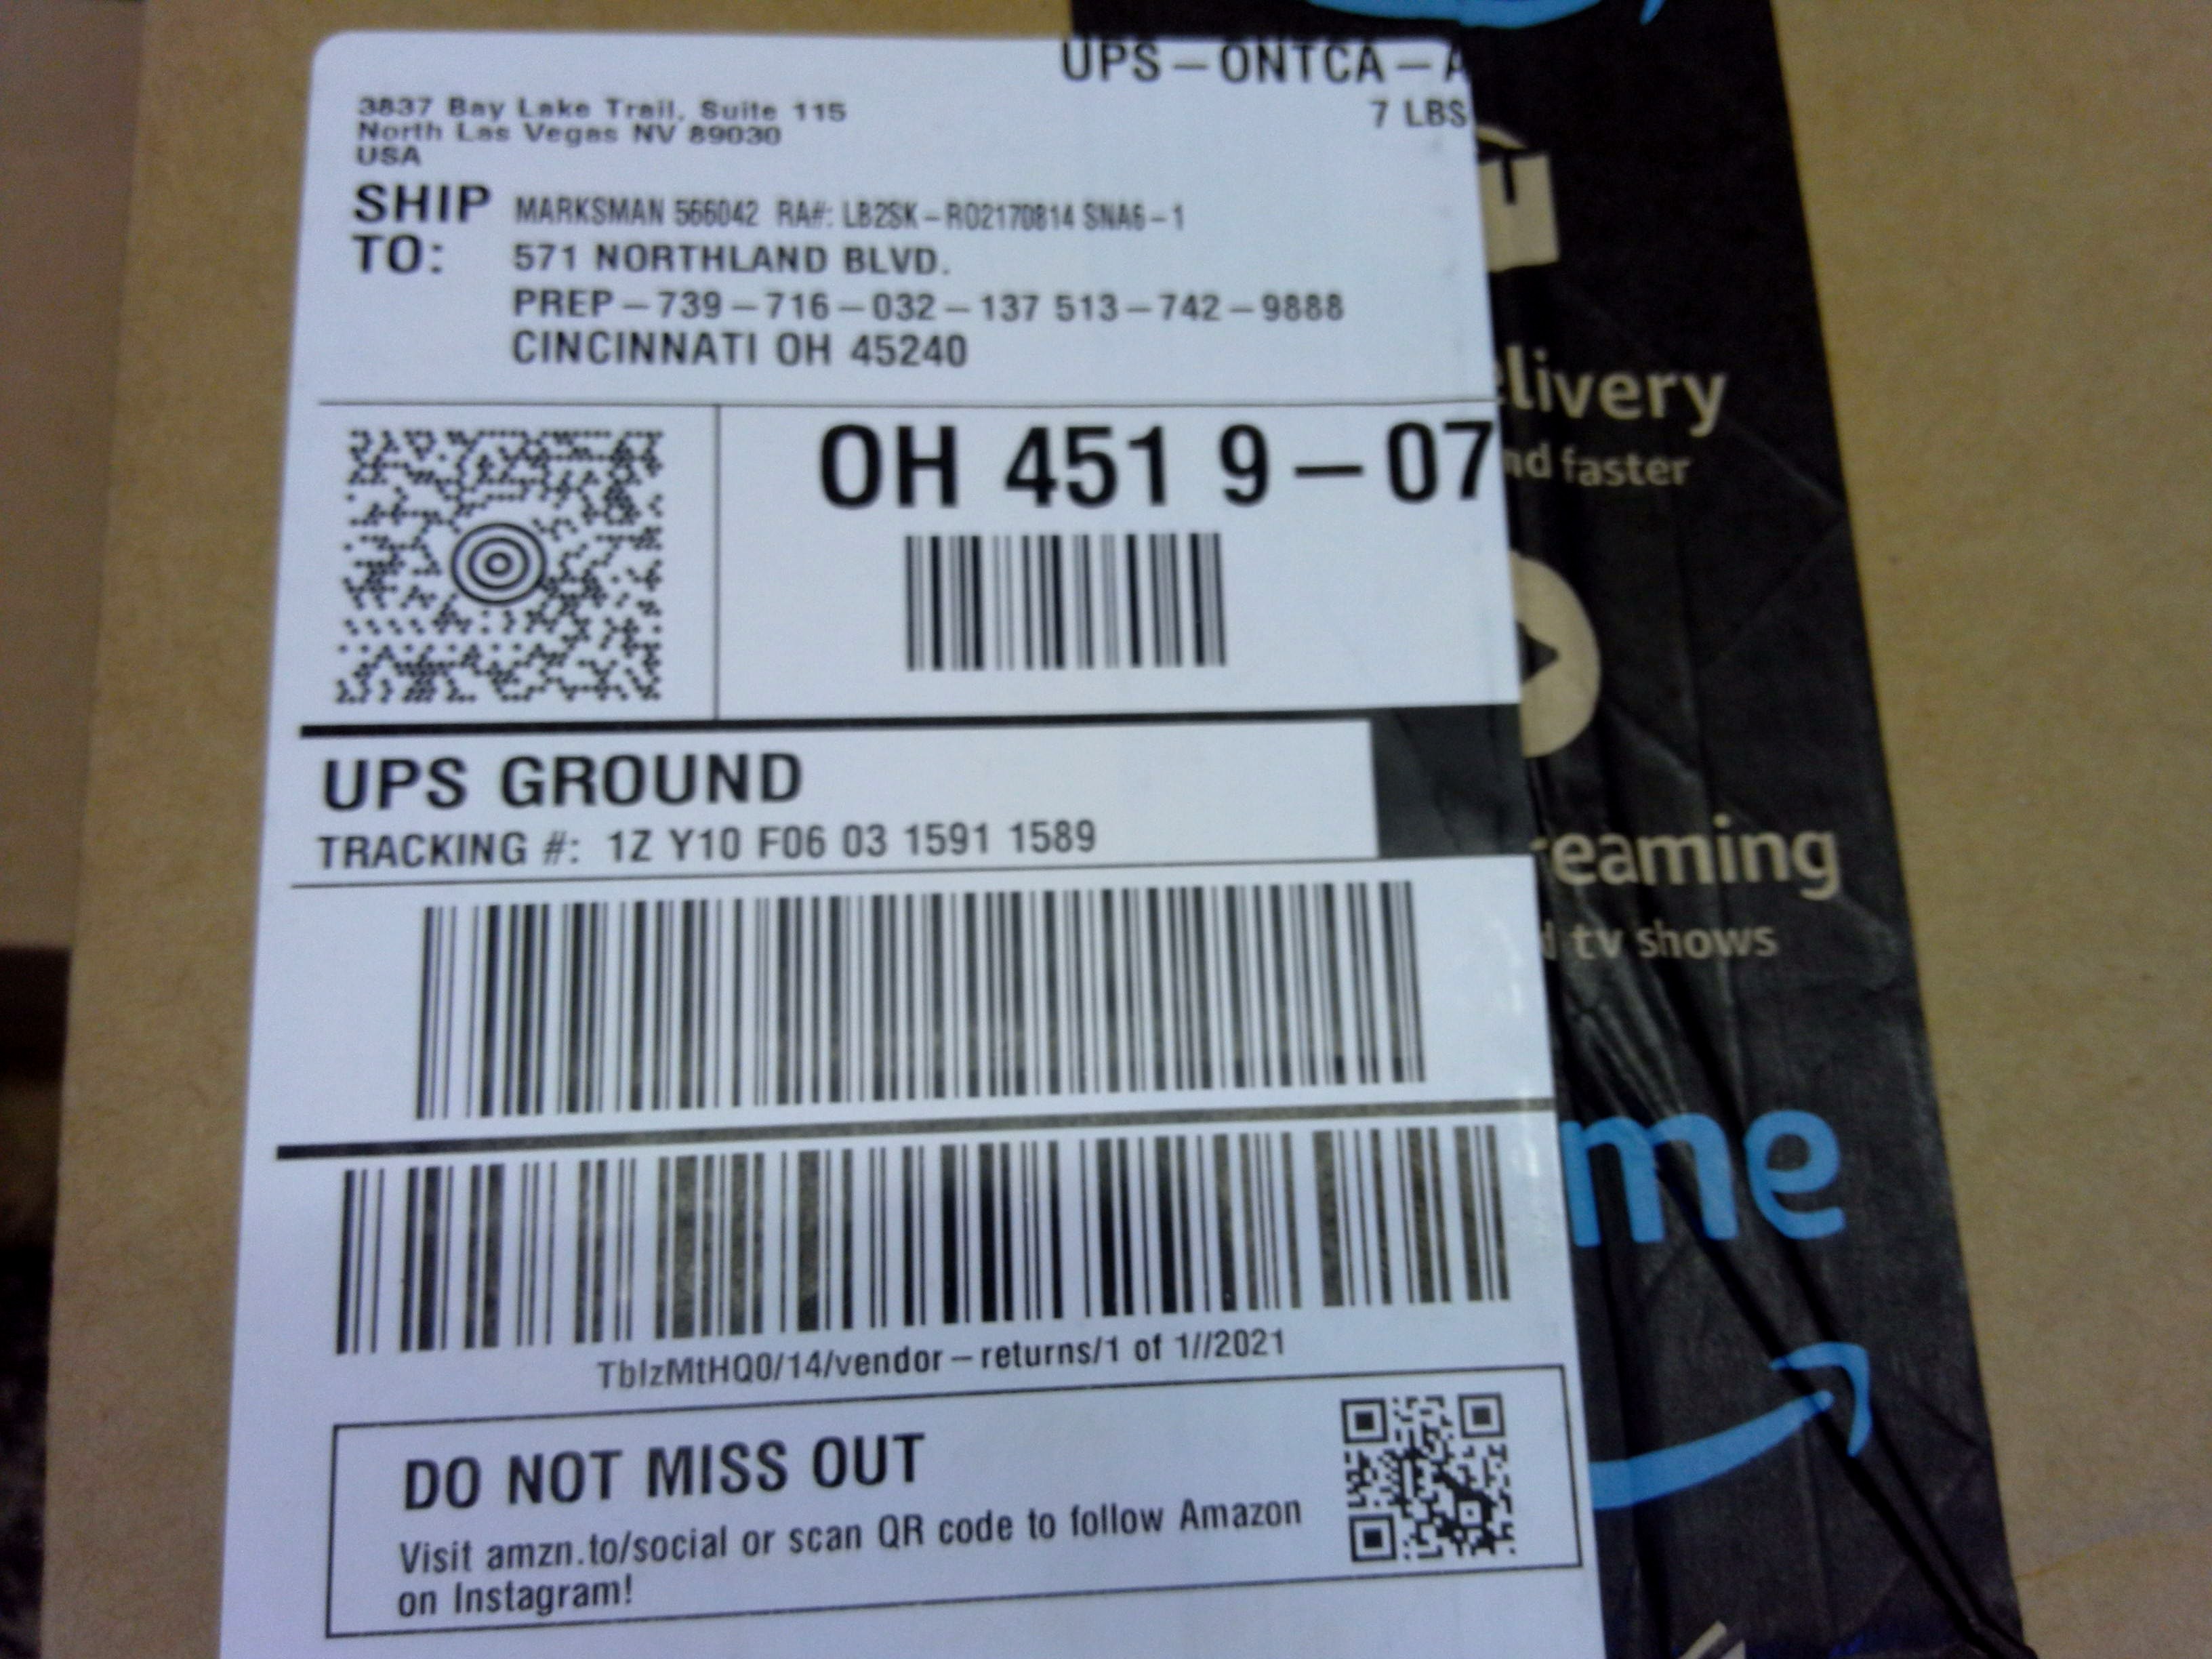 UPS-ONTCA-A
7 LBS
3837 Bay Lake Trail, Suite 115
North Las Vegas NV 89030
USA
SHIP TO:
MARKSMAN 566042 RA#: LB2SK-RO2170814 SNA6-1
571 NORTHLAND BLVD.
PREP-739-716-032-137 513-742-9888
CINCINNATI OH 45240
OH 451 9-07
UPS GROUND
TRACKING #: 1Z Y10 F06 03 1591 1589
TbIzMtHQ0/14/vendor-returns/1 of 1//2021
DO NOT MISS OUT
Visit amzn.to/social or scan QR code to follow Amazon
on Instagram!
elivery
nd faster
reaming
d tv shows
me